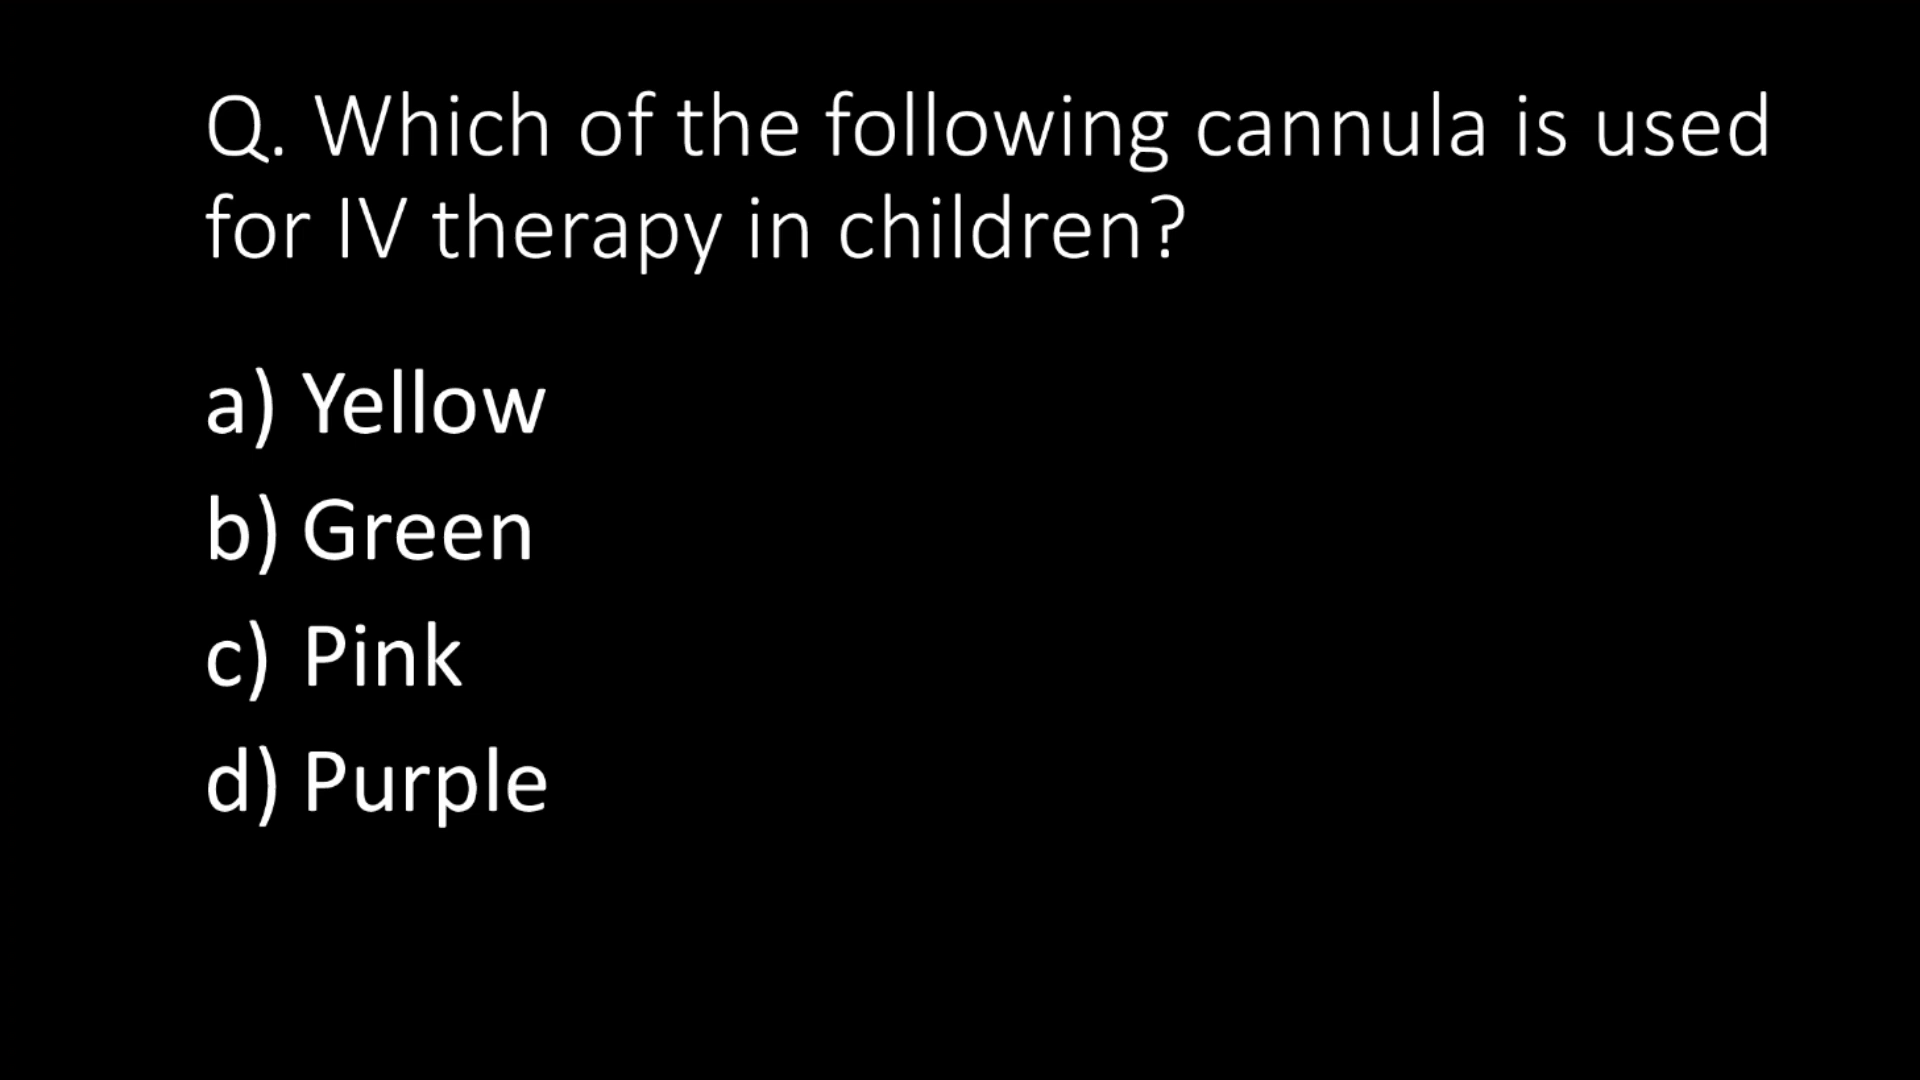 Q. Which of the following cannula is used
for IV therapy in children?
a) Yellow
b) Green
c) Pink
d) Purple